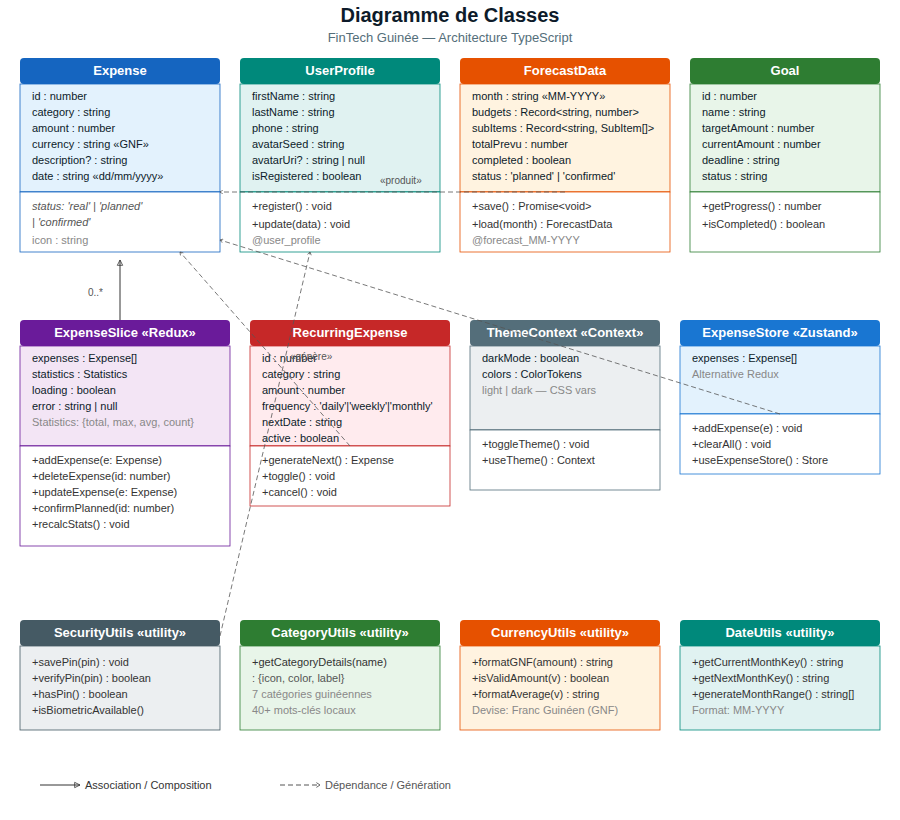 Diagramme de Classes
FinTech Guinée — Architecture TypeScript
Expense
id : number
category : string
amount : number
currency : string «GNF»
description? : string
date : string «dd/mm/yyyy»
status: 'real' | 'planned'
| 'confirmed'
icon : string
UserProfile
firstName : string
lastName : string
phone : string
avatarSeed : string
avatarUri? : string | null
isRegistered : boolean
+register() : void
+update(data) : void
@user_profile
«produit»
ForecastData
month : string «MM-YYYY»
budgets : Record<string, number>
subItems : Record<string, SubItem[]>
totalPrevu : number
completed : boolean
status : 'planned' | 'confirmed'
+save() : Promise<void>
+load(month) : ForecastData
@forecast_MM-YYYY
Goal
id : number
name : string
targetAmount : number
currentAmount : number
deadline : string
status : string
+getProgress() : number
+isCompleted() : boolean
0..*
ExpenseSlice «Redux»
expenses : Expense[]
statistics : Statistics
loading : boolean
error : string | null
Statistics: {total, max, avg, count}
+addExpense(e: Expense)
+deleteExpense(id: number)
+updateExpense(e: Expense)
+confirmPlanned(id: number)
+recalcStats() : void
RecurringExpense
id : number
«génère»
category : string
amount : number
frequency : 'daily'|'weekly'|'monthly'
nextDate : string
active : boolean
+generateNext() : Expense
+toggle() : void
+cancel() : void
ThemeContext «Context»
darkMode : boolean
colors : ColorTokens
light | dark — CSS vars
+toggleTheme() : void
+useTheme() : Context
ExpenseStore «Zustand»
expenses : Expense[]
Alternative Redux
+addExpense(e) : void
+clearAll() : void
+useExpenseStore() : Store
SecurityUtils «utility»
+savePin(pin) : void
+verifyPin(pin) : boolean
+hasPin() : boolean
+isBiometricAvailable()
CategoryUtils «utility»
+getCategoryDetails(name)
: {icon, color, label}
7 catégories guinéennes
40+ mots-clés locaux
CurrencyUtils «utility»
+formatGNF(amount) : string
+isValidAmount(v) : boolean
+formatAverage(v) : string
Devise: Franc Guinéen (GNF)
DateUtils «utility»
+getCurrentMonthKey() : string
+getNextMonthKey() : string
+generateMonthRange() : string[]
Format: MM-YYYY
Association / Composition
Dépendance / Génération